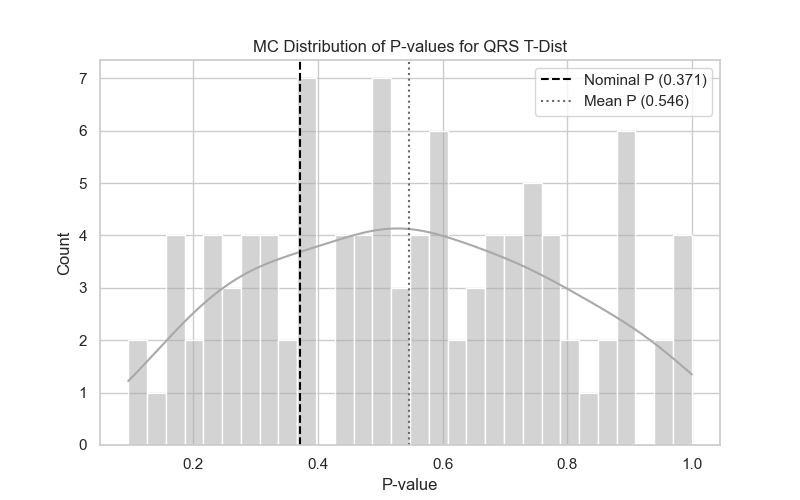 MC Distribution of P-values for QRS T-Dist
Nominal P (0.371)
Mean P (0.546)
Count
7
6
5
4
3
2
1
0
0.2 0.4 0.6 0.8 1.0
P-value